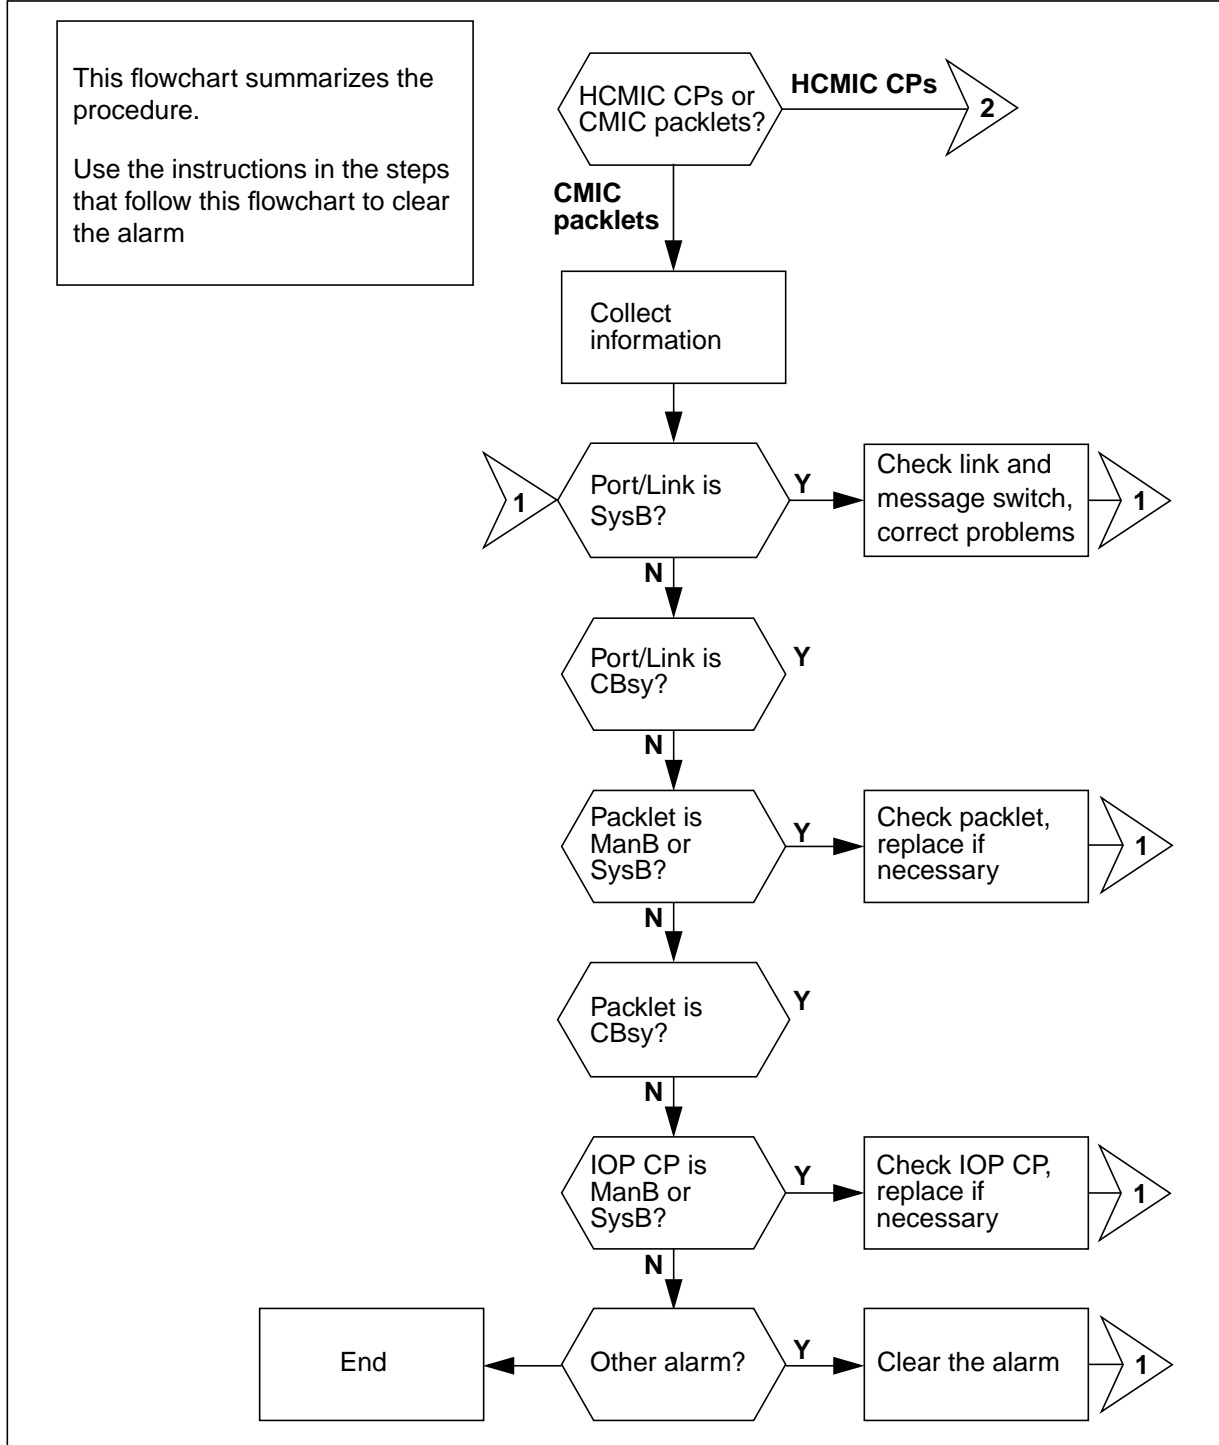 This flowchart summarizes the
procedure.
Use the instructions in the steps
that follow this flowchart to clear
the alarm
HCMIC CPs or
CMIC packlets?
HCMIC CPs
2
CMIC
packlets
Collect
information
1
Port/Link is
SysB?
Y
Check link and
message switch,
correct problems
1
N
Port/Link is
CBsy?
Y
N
Packlet is
ManB or
SysB?
Y
Check packlet,
replace if
necessary
1
N
Packlet is
CBsy?
Y
N
IOP CP is
ManB or
SysB?
Y
Check IOP CP,
replace if
necessary
1
N
End
Other alarm?
Y
Clear the alarm
1